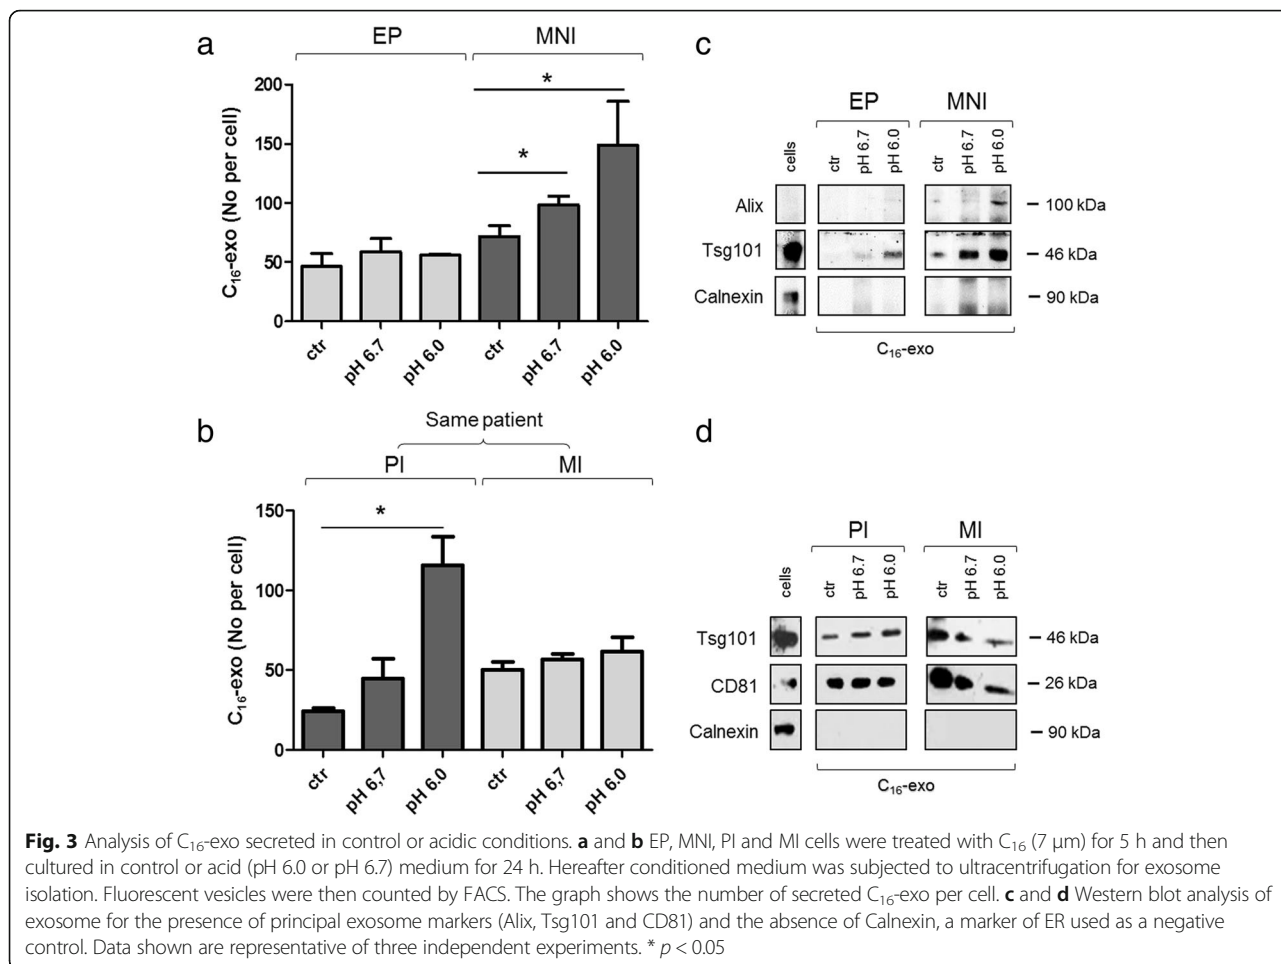 a
EP
MNI
C₁₆-exo (No per cell)
200
150
100
50
0
*
*
ctr
pH 6.7
pH 6.0
ctr
pH 6.7
pH 6.0
c
EP
MNI
cells
ctr
pH 6.7
pH 6.0
ctr
pH 6.7
pH 6.0
Alix
– 100 kDa
Tsg101
– 46 kDa
Calnexin
– 90 kDa
C₁₆-exo
b
Same patient
PI
MI
C₁₆-exo (No per cell)
150
100
50
0
*
ctr
pH 6,7
pH 6.0
ctr
pH 6,7
pH 6.0
d
PI
MI
cells
ctr
pH 6.7
pH 6.0
ctr
pH 6.7
pH 6.0
Tsg101
– 46 kDa
CD81
– 26 kDa
Calnexin
– 90 kDa
C₁₆-exo
Fig. 3 Analysis of C₁₆-exo secreted in control or acidic conditions. a and b EP, MNI, PI and MI cells were treated with C₁₆ (7 μm) for 5 h and then
cultured in control or acid (pH 6.0 or pH 6.7) medium for 24 h. Hereafter conditioned medium was subjected to ultracentrifugation for exosome
isolation. Fluorescent vesicles were then counted by FACS. The graph shows the number of secreted C₁₆-exo per cell. c and d Western blot analysis of
exosome for the presence of principal exosome markers (Alix, Tsg101 and CD81) and the absence of Calnexin, a marker of ER used as a negative
control. Data shown are representative of three independent experiments. * p < 0.05